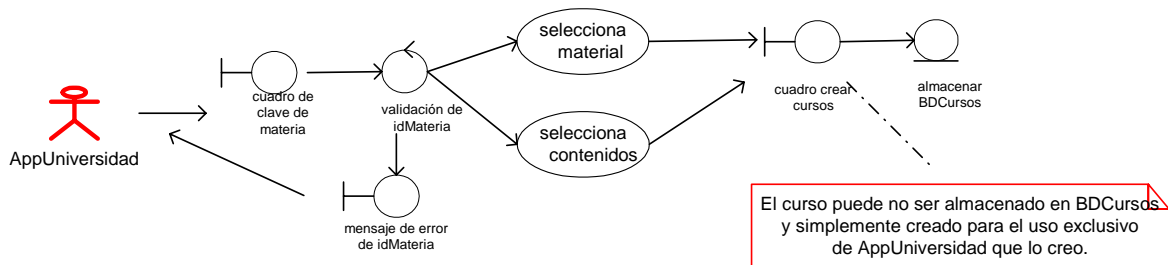 AppUniversidad
cuadro de
clave de
materia
validación de
idMateria
mensaje de error
de idMateria
selecciona
material
selecciona
contenidos
cuadro crear
cursos
almacenar
BDCursos
El curso puede no ser almacenado en BDCursos
y simplemente creado para el uso exclusivo
de AppUniversidad que lo creo.